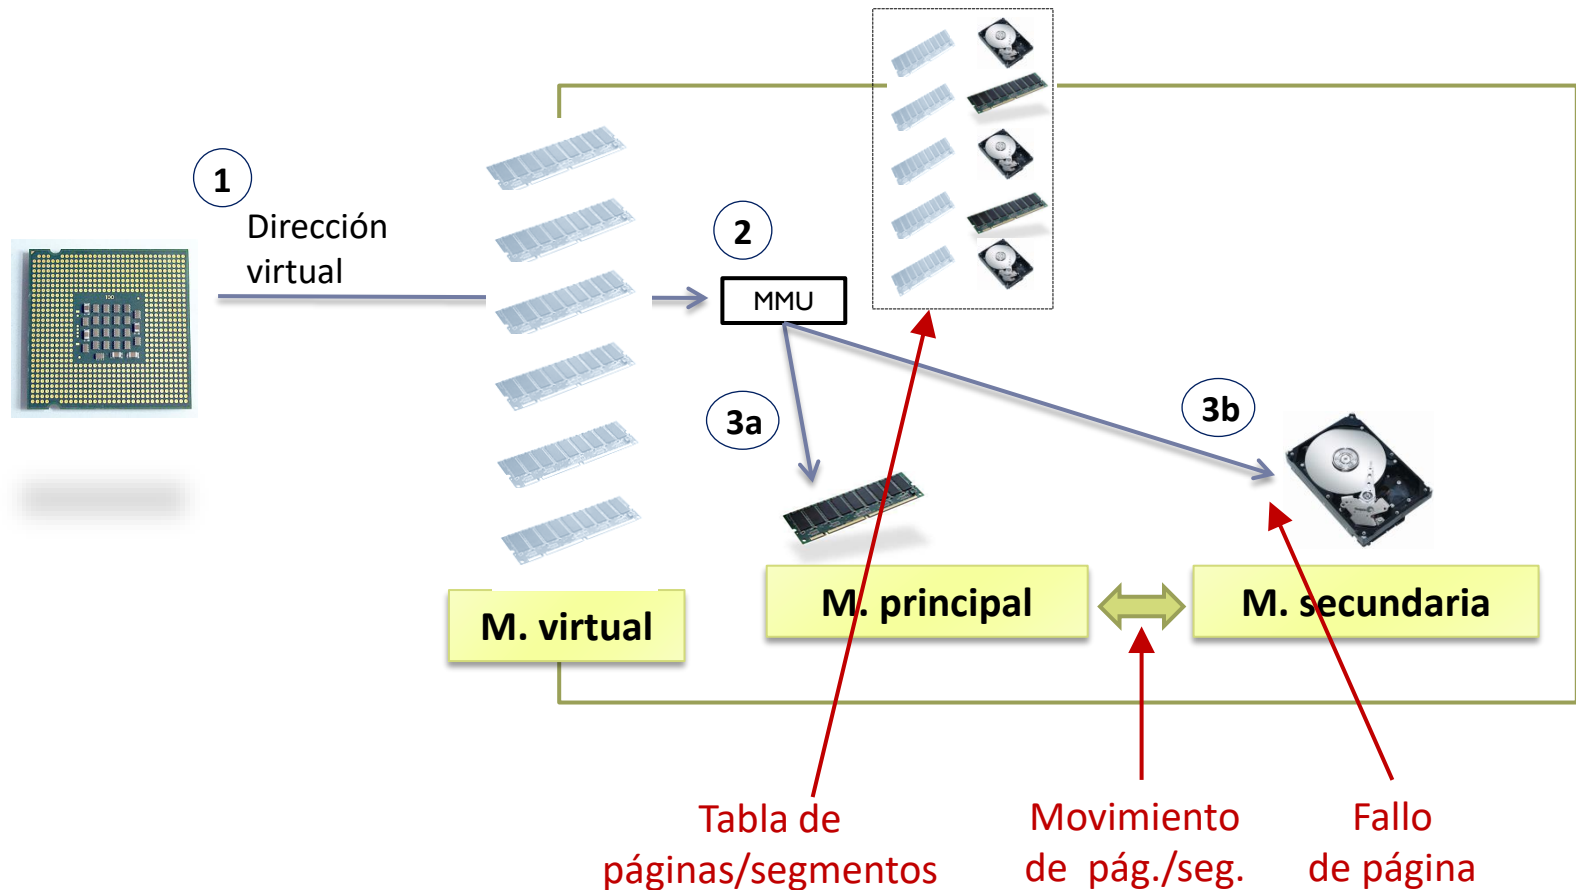 1
Dirección
virtual
2
MMU
3a
3b
M. virtual
M. principal
M. secundaria
Tabla de
páginas/segmentos
Movimiento
de pág./seg.
Fallo
de página